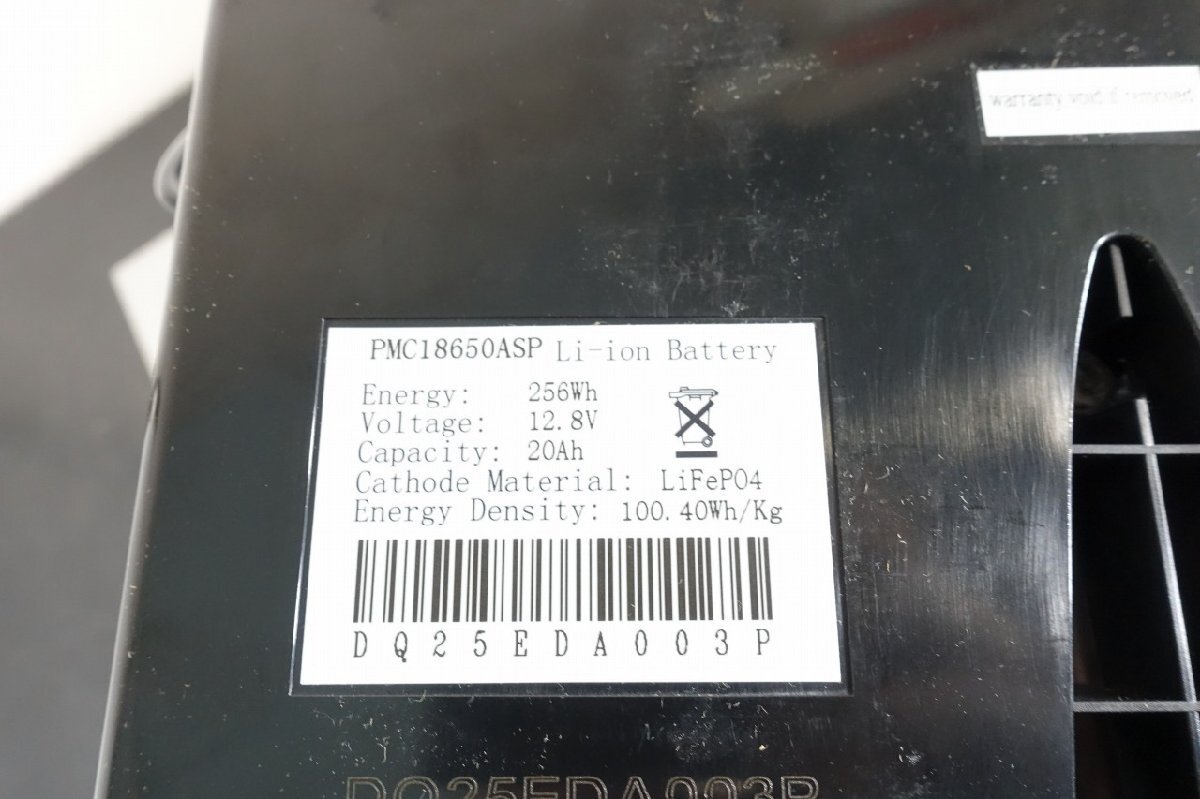 warranty void if removed
PMC18650ASP Li-ion Battery
Energy: 256Wh
Voltage: 12.8V
Capacity: 20Ah
Cathode Material: LiFePO4
Energy Density: 100.40Wh/Kg
DQ25EDA003P
DQ25EDA003P